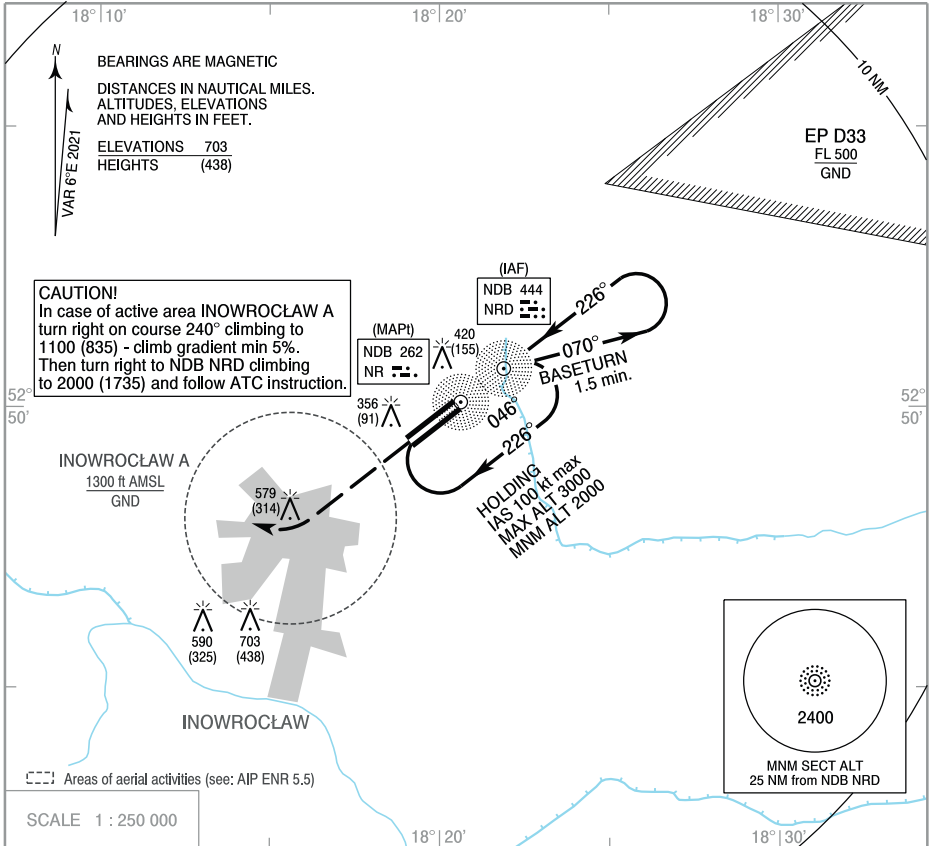 18° 10'
18° 20'
18° 30'
N
VAR 6°E 2021
BEARINGS ARE MAGNETIC
DISTANCES IN NAUTICAL MILES.
ALTITUDES, ELEVATIONS
AND HEIGHTS IN FEET.
ELEVATIONS 703
HEIGHTS (438)
10 NM
EP D33
FL 500
GND
CAUTION!
In case of active area INOWROCŁAW A
turn right on course 240° climbing to
1100 (835) - climb gradient min 5%.
Then turn right to NDB NRD climbing
to 2000 (1735) and follow ATC instruction.
(IAF)
NDB 444
NRD
(MAPt)
NDB 262
NR
420
(155)
226°
070°
BASETURN
1.5 min.
356
(91)
046°
226°
HOLDING
IAS 100 kt max
MAX ALT 3000
MNM ALT 2000
52°
50'
52°
50'
INOWROCŁAW A
1300 ft AMSL
GND
579
(314)
590
(325)
703
(438)
INOWROCŁAW
2400
MNM SECT ALT
25 NM from NDB NRD
Areas of aerial activities (see: AIP ENR 5.5)
SCALE 1 : 250 000
18° 20'
18° 30'